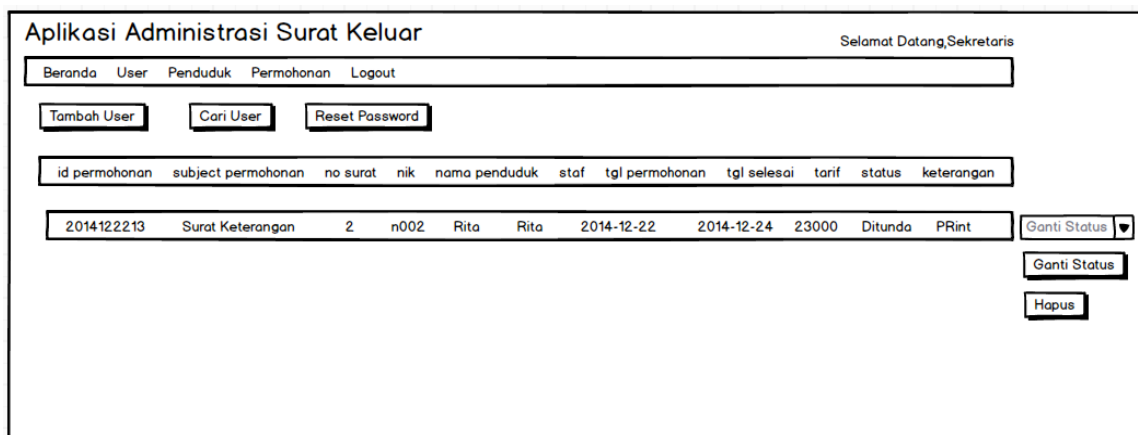 Aplikasi Administrasi Surat Keluar
Selamat Datang,Sekretaris
Beranda User Penduduk Permohonan Logout
Tambah User Cari User Reset Password
id permohonan subject permohonan no surat nik nama penduduk staf tgl permohonan tgl selesai tarif status keterangan
2014122213 Surat Keterangan 2 n002 Rita Rita 2014-12-22 2014-12-24 23000 Ditunda PRint Ganti Status
Ganti Status
Hapus